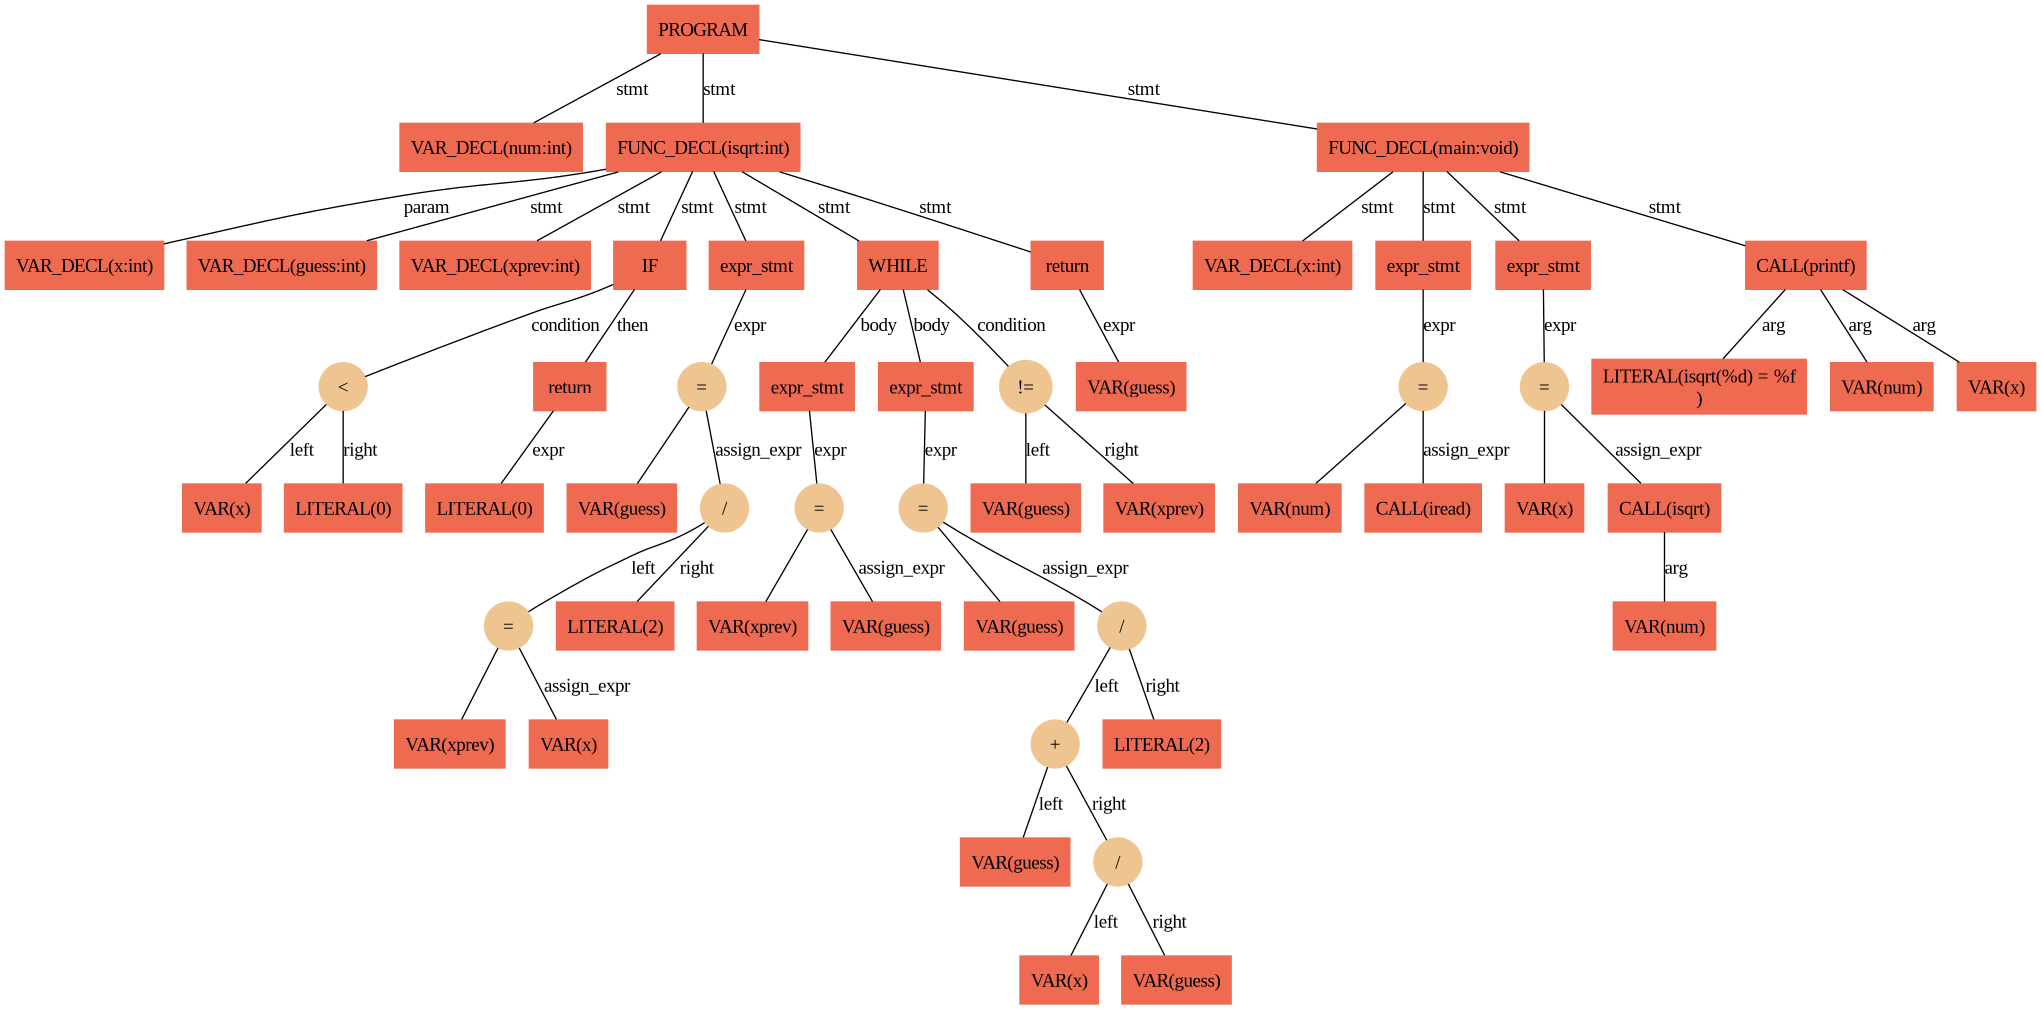 PROGRAM
stmt
stmt
stmt
VAR_DECL(num:int)
FUNC_DECL(isqrt:int)
FUNC_DECL(main:void)
param
stmt
stmt
stmt
stmt
stmt
stmt
stmt
stmt
stmt
stmt
VAR_DECL(x:int)
VAR_DECL(guess:int)
VAR_DECL(xprev:int)
IF
expr_stmt
WHILE
return
VAR_DECL(x:int)
expr_stmt
expr_stmt
CALL(printf)
condition
then
expr
body
body
condition
expr
expr
expr
arg
arg
arg
<
return
=
expr_stmt
expr_stmt
!=
VAR(guess)
=
=
LITERAL(isqrt(%d) = %f
)
VAR(num)
VAR(x)
left
right
expr
assign_expr
expr
expr
left
right
assign_expr
assign_expr
VAR(x)
LITERAL(0)
LITERAL(0)
VAR(guess)
/
=
=
VAR(guess)
VAR(xprev)
VAR(num)
CALL(iread)
VAR(x)
CALL(isqrt)
left
right
assign_expr
assign_expr
arg
=
LITERAL(2)
VAR(xprev)
VAR(guess)
VAR(guess)
/
VAR(num)
assign_expr
left
right
VAR(xprev)
VAR(x)
+
LITERAL(2)
left
right
VAR(guess)
/
left
right
VAR(x)
VAR(guess)